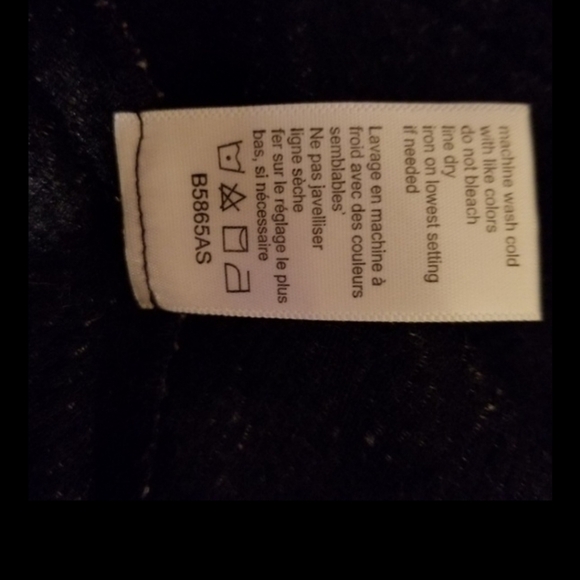 machine wash cold
with like colors
do not bleach
line dry
iron on lowest setting
if needed
Lavage en machine à
froid avec des couleurs
semblables'
Ne pas javelliser
ligne sèche
fer sur le réglage le plus
bas, si nécessaire
B5865AS